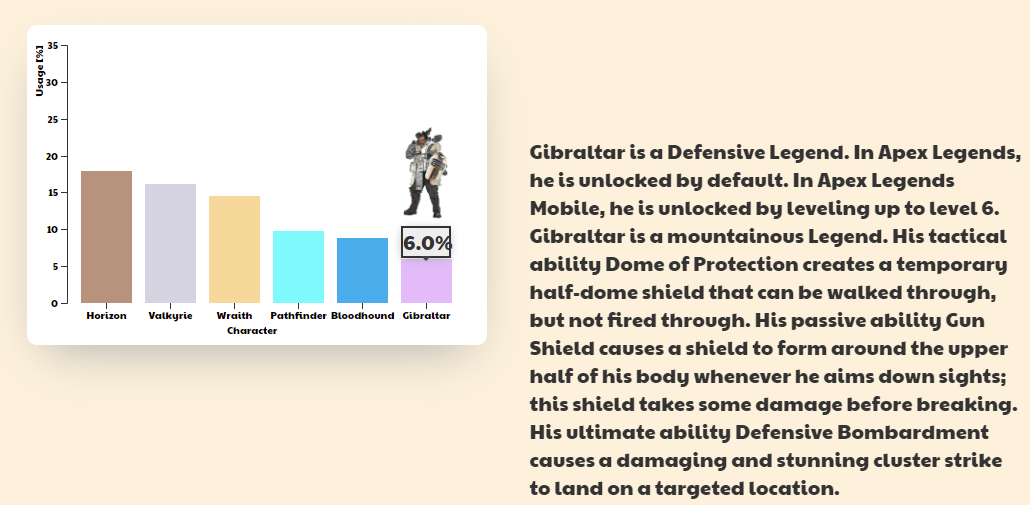 Usage [%]
35
30
25
20
15
10
5
0
6.0%
Horizon Valkyrie Wraith Pathfinder Bloodhound Gibraltar
Character
Gibraltar is a Defensive Legend. In Apex Legends,
he is unlocked by default. In Apex Legends
Mobile, he is unlocked by leveling up to level 6.
Gibraltar is a mountainous Legend. His tactical
ability Dome of Protection creates a temporary
half-dome shield that can be walked through,
but not fired through. His passive ability Gun
Shield causes a shield to form around the upper
half of his body whenever he aims down sights;
this shield takes some damage before breaking.
His ultimate ability Defensive Bombardment
causes a damaging and stunning cluster strike
to land on a targeted location.